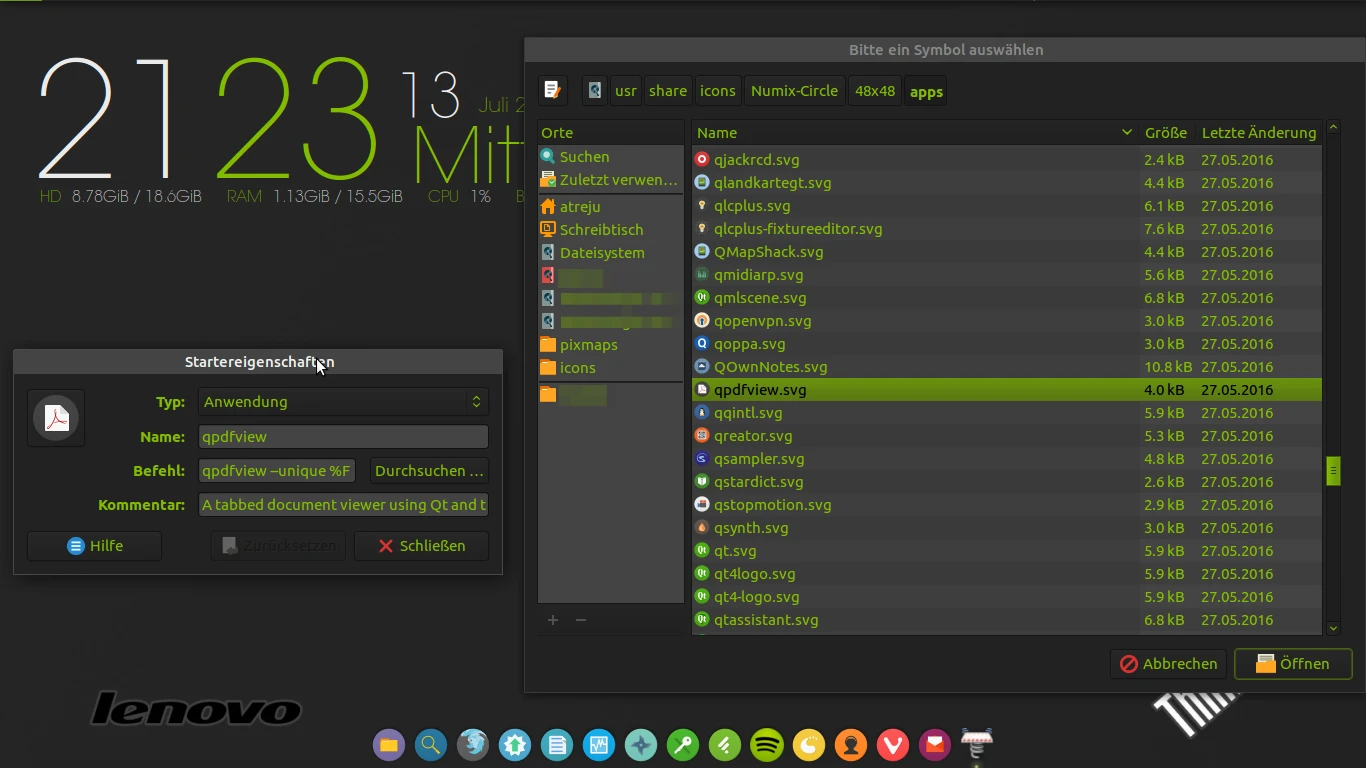 21 23 13 Juli 2
Mitt
HD 8.78GiB / 18.6GiB RAM 1.13GiB / 15.5GiB CPU 1% B
Bitte ein Symbol auswählen
usr share icons Numix-Circle 48x48 apps
Orte
Suchen
Zuletzt verwen...
atreju
Schreibtisch
Dateisystem
pixmaps
icons
Name Größe Letzte Änderung
qjackrcd.svg 2.4 kB 27.05.2016
qlandkartegt.svg 4.4 kB 27.05.2016
qlcplus.svg 6.1 kB 27.05.2016
qlcplus-fixtureeditor.svg 7.6 kB 27.05.2016
QMapShack.svg 4.4 kB 27.05.2016
qmidiarp.svg 5.6 kB 27.05.2016
qmlscene.svg 6.8 kB 27.05.2016
qopenvpn.svg 3.0 kB 27.05.2016
qoppa.svg 3.0 kB 27.05.2016
QOwnNotes.svg 10.8 kB 27.05.2016
qpdfview.svg 4.0 kB 27.05.2016
qqintl.svg 5.9 kB 27.05.2016
qreator.svg 5.3 kB 27.05.2016
qsampler.svg 4.8 kB 27.05.2016
qstardict.svg 2.6 kB 27.05.2016
qstopmotion.svg 2.9 kB 27.05.2016
qsynth.svg 3.0 kB 27.05.2016
qt.svg 5.9 kB 27.05.2016
qt4logo.svg 5.9 kB 27.05.2016
qt4-logo.svg 5.9 kB 27.05.2016
qtassistant.svg 6.8 kB 27.05.2016
Abbrechen Öffnen
Startereigenschaften
Typ: Anwendung
Name: qpdfview
Befehl: qpdfview --unique %F Durchsuchen ...
Kommentar: A tabbed document viewer using Qt and t
Hilfe Zurücksetzen Schließen
lenovo
Thin